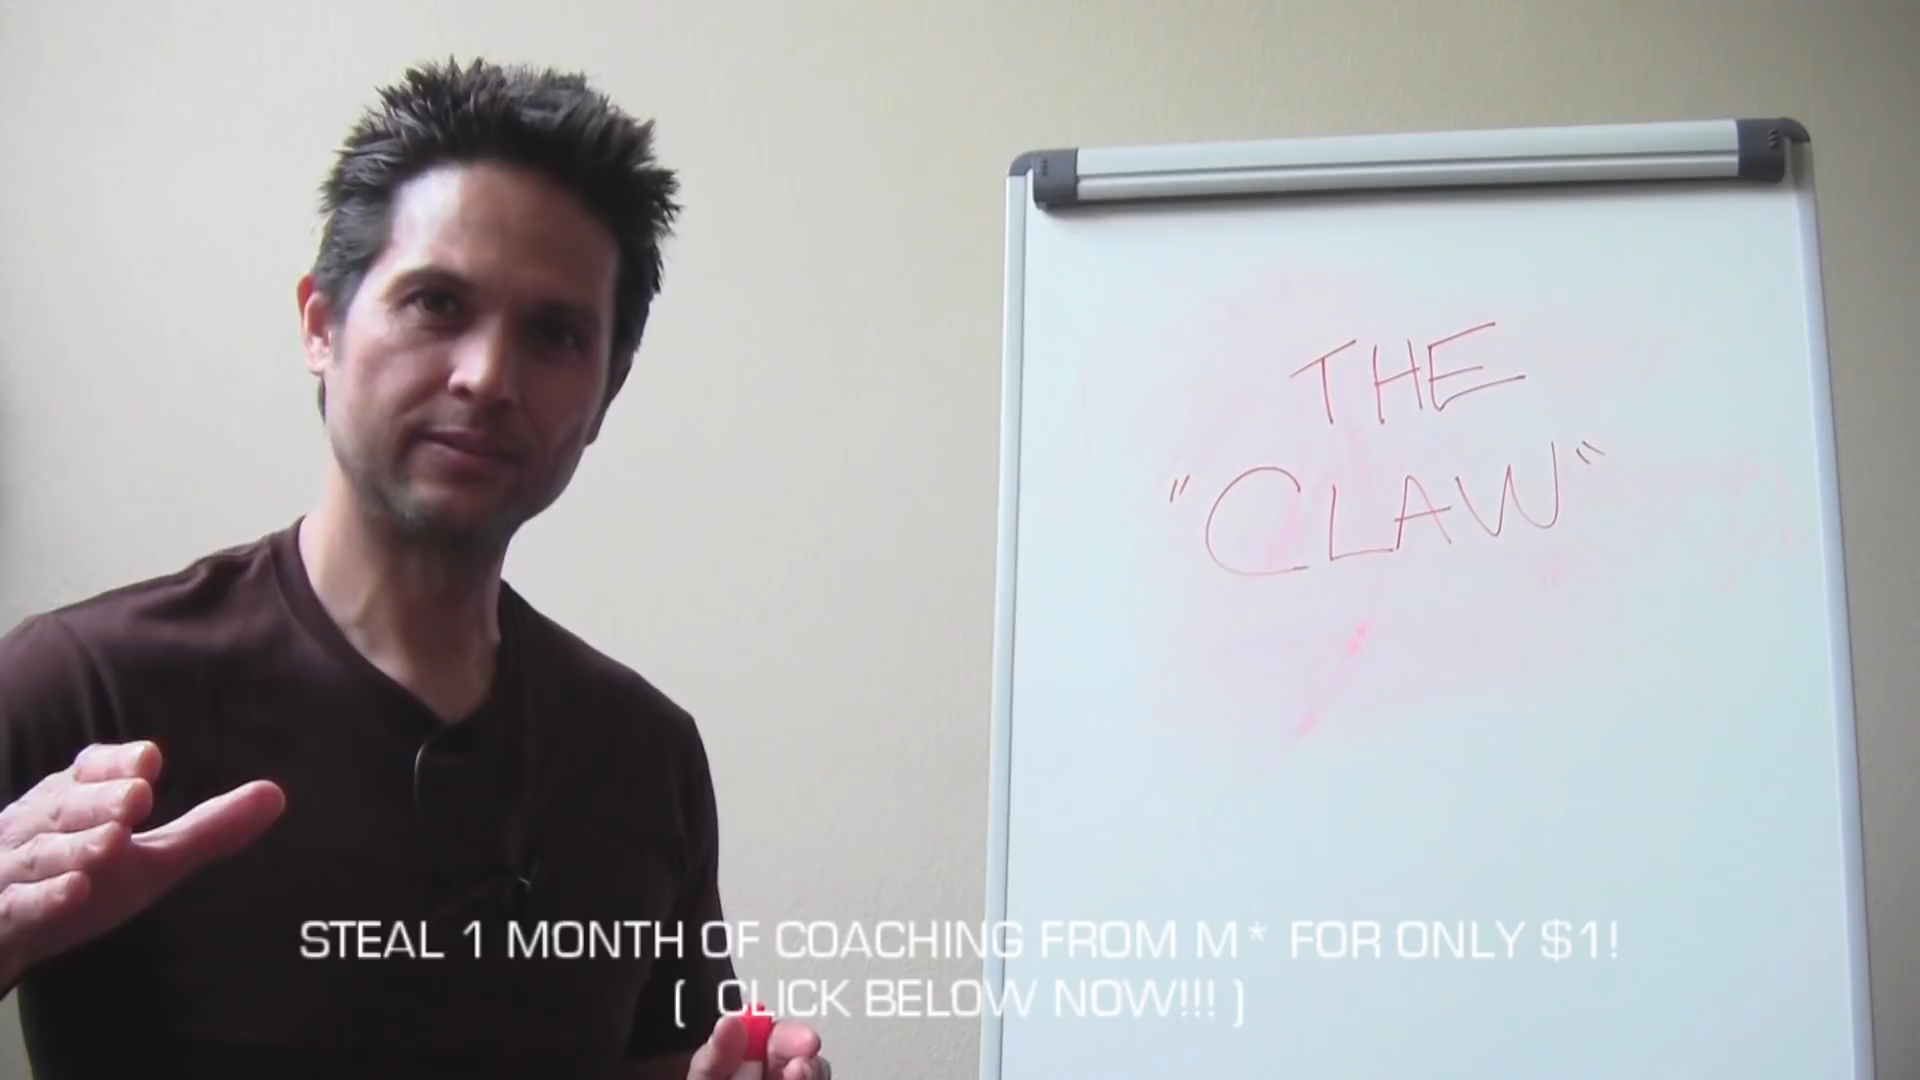 THE
"CLAW"
STEAL 1 MONTH OF COACHING FROM M* FOR ONLY $1!
( CLICK BELOW NOW!!! )